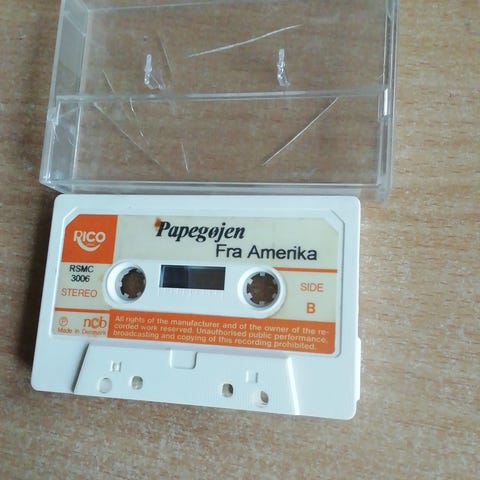 RICO
Papegøjen
Fra Amerika
RSMC
3006
STEREO
SIDE
B
P
ncb
Made in Denmark
All rights of the manufacturer and of the owner of the re-
corded work reserved. Unauthorised public performance,
broadcasting and copying of this recording prohibited.